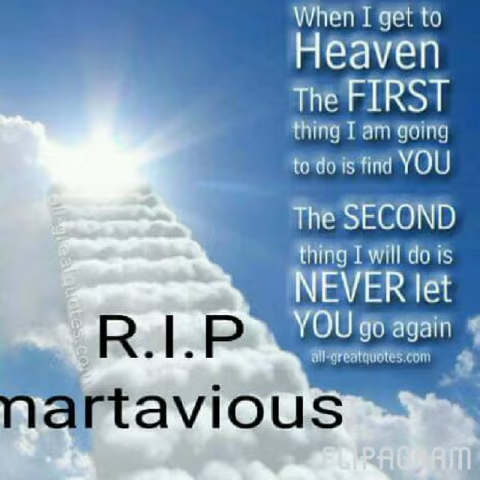 When I get to
Heaven
The FIRST
thing I am going
to do is find YOU
The SECOND
thing I will do is
NEVER let
YOU go again
all-greatquotes.com
all-greatquotes.com
R.I.P
martavious
FLIPAGRAM